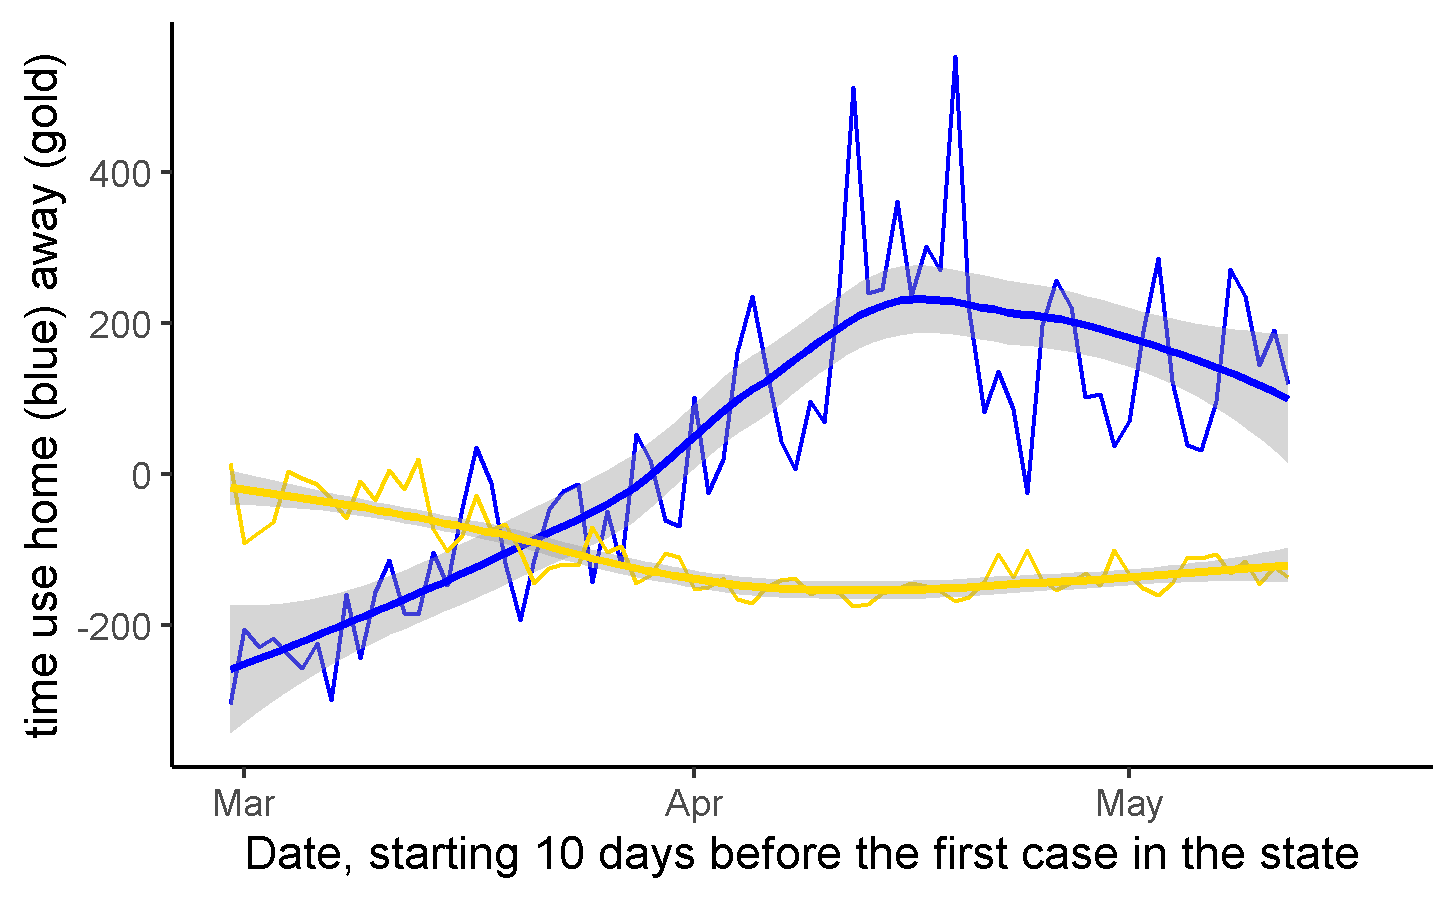 time use home (blue) away (gold)
400
200
0
-200
Mar
Apr
May
Date, starting 10 days before the first case in the state